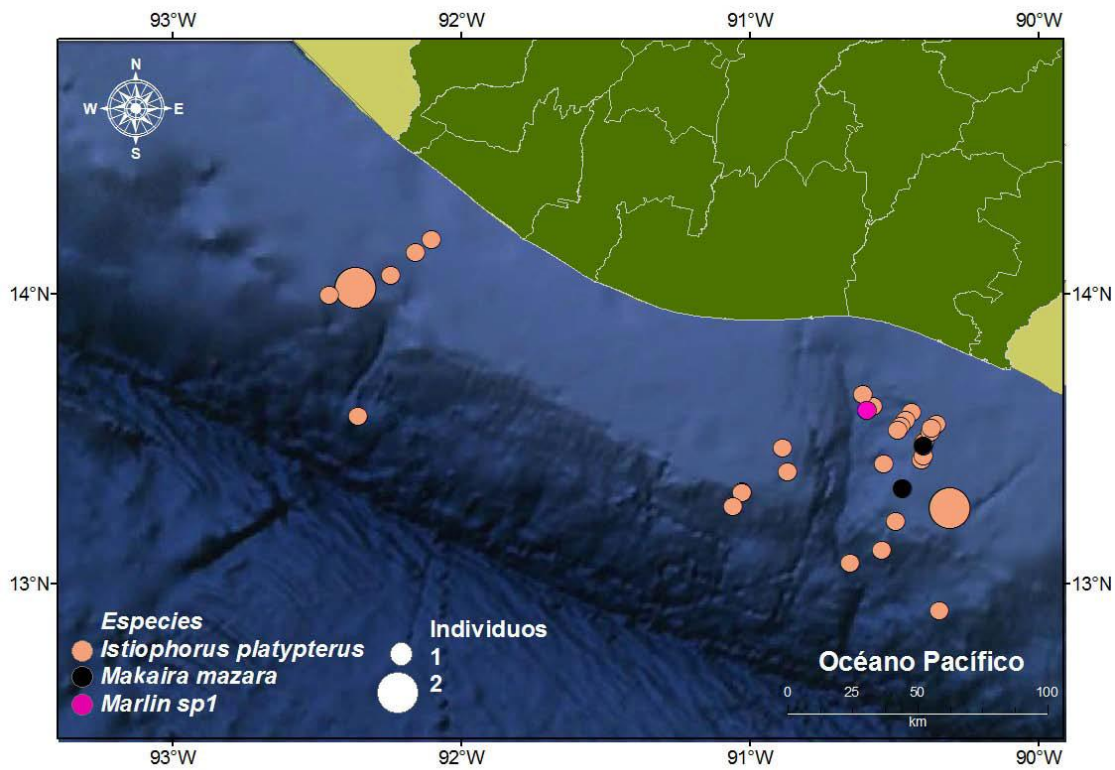 93°W 92°W 91°W 90°W
N
W E
S
14°N 14°N
13°N 13°N
Especies
Istiophorus platypterus
Makaira mazara
Marlin sp1
Individuos
1
2
Océano Pacífico
0 25 50 100
km
93°W 92°W 91°W 90°W